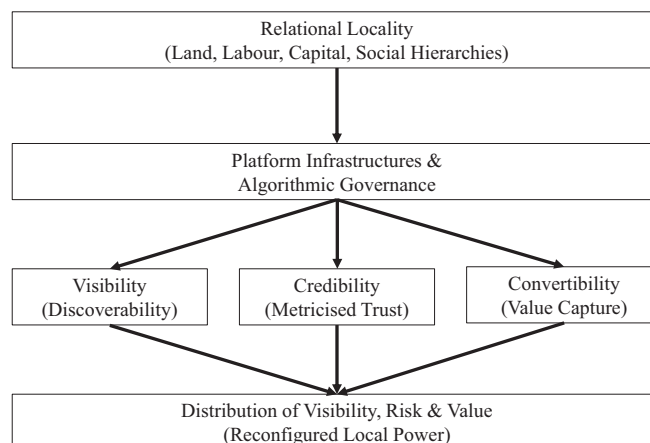 Relational Locality
(Land, Labour, Capital, Social Hierarchies)
Platform Infrastructures &
Algorithmic Governance
Visibility
(Discoverability)
Credibility
(Metricised Trust)
Convertibility
(Value Capture)
Distribution of Visibility, Risk & Value
(Reconfigured Local Power)